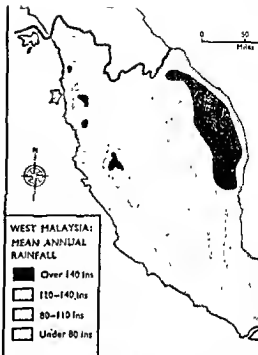 0 50
Miles
N
WEST MALAYSIA:
MEAN ANNUAL
RAINFALL
Over 140 Ins
120-140 Ins
80-110 Ins
Under 80 Ins